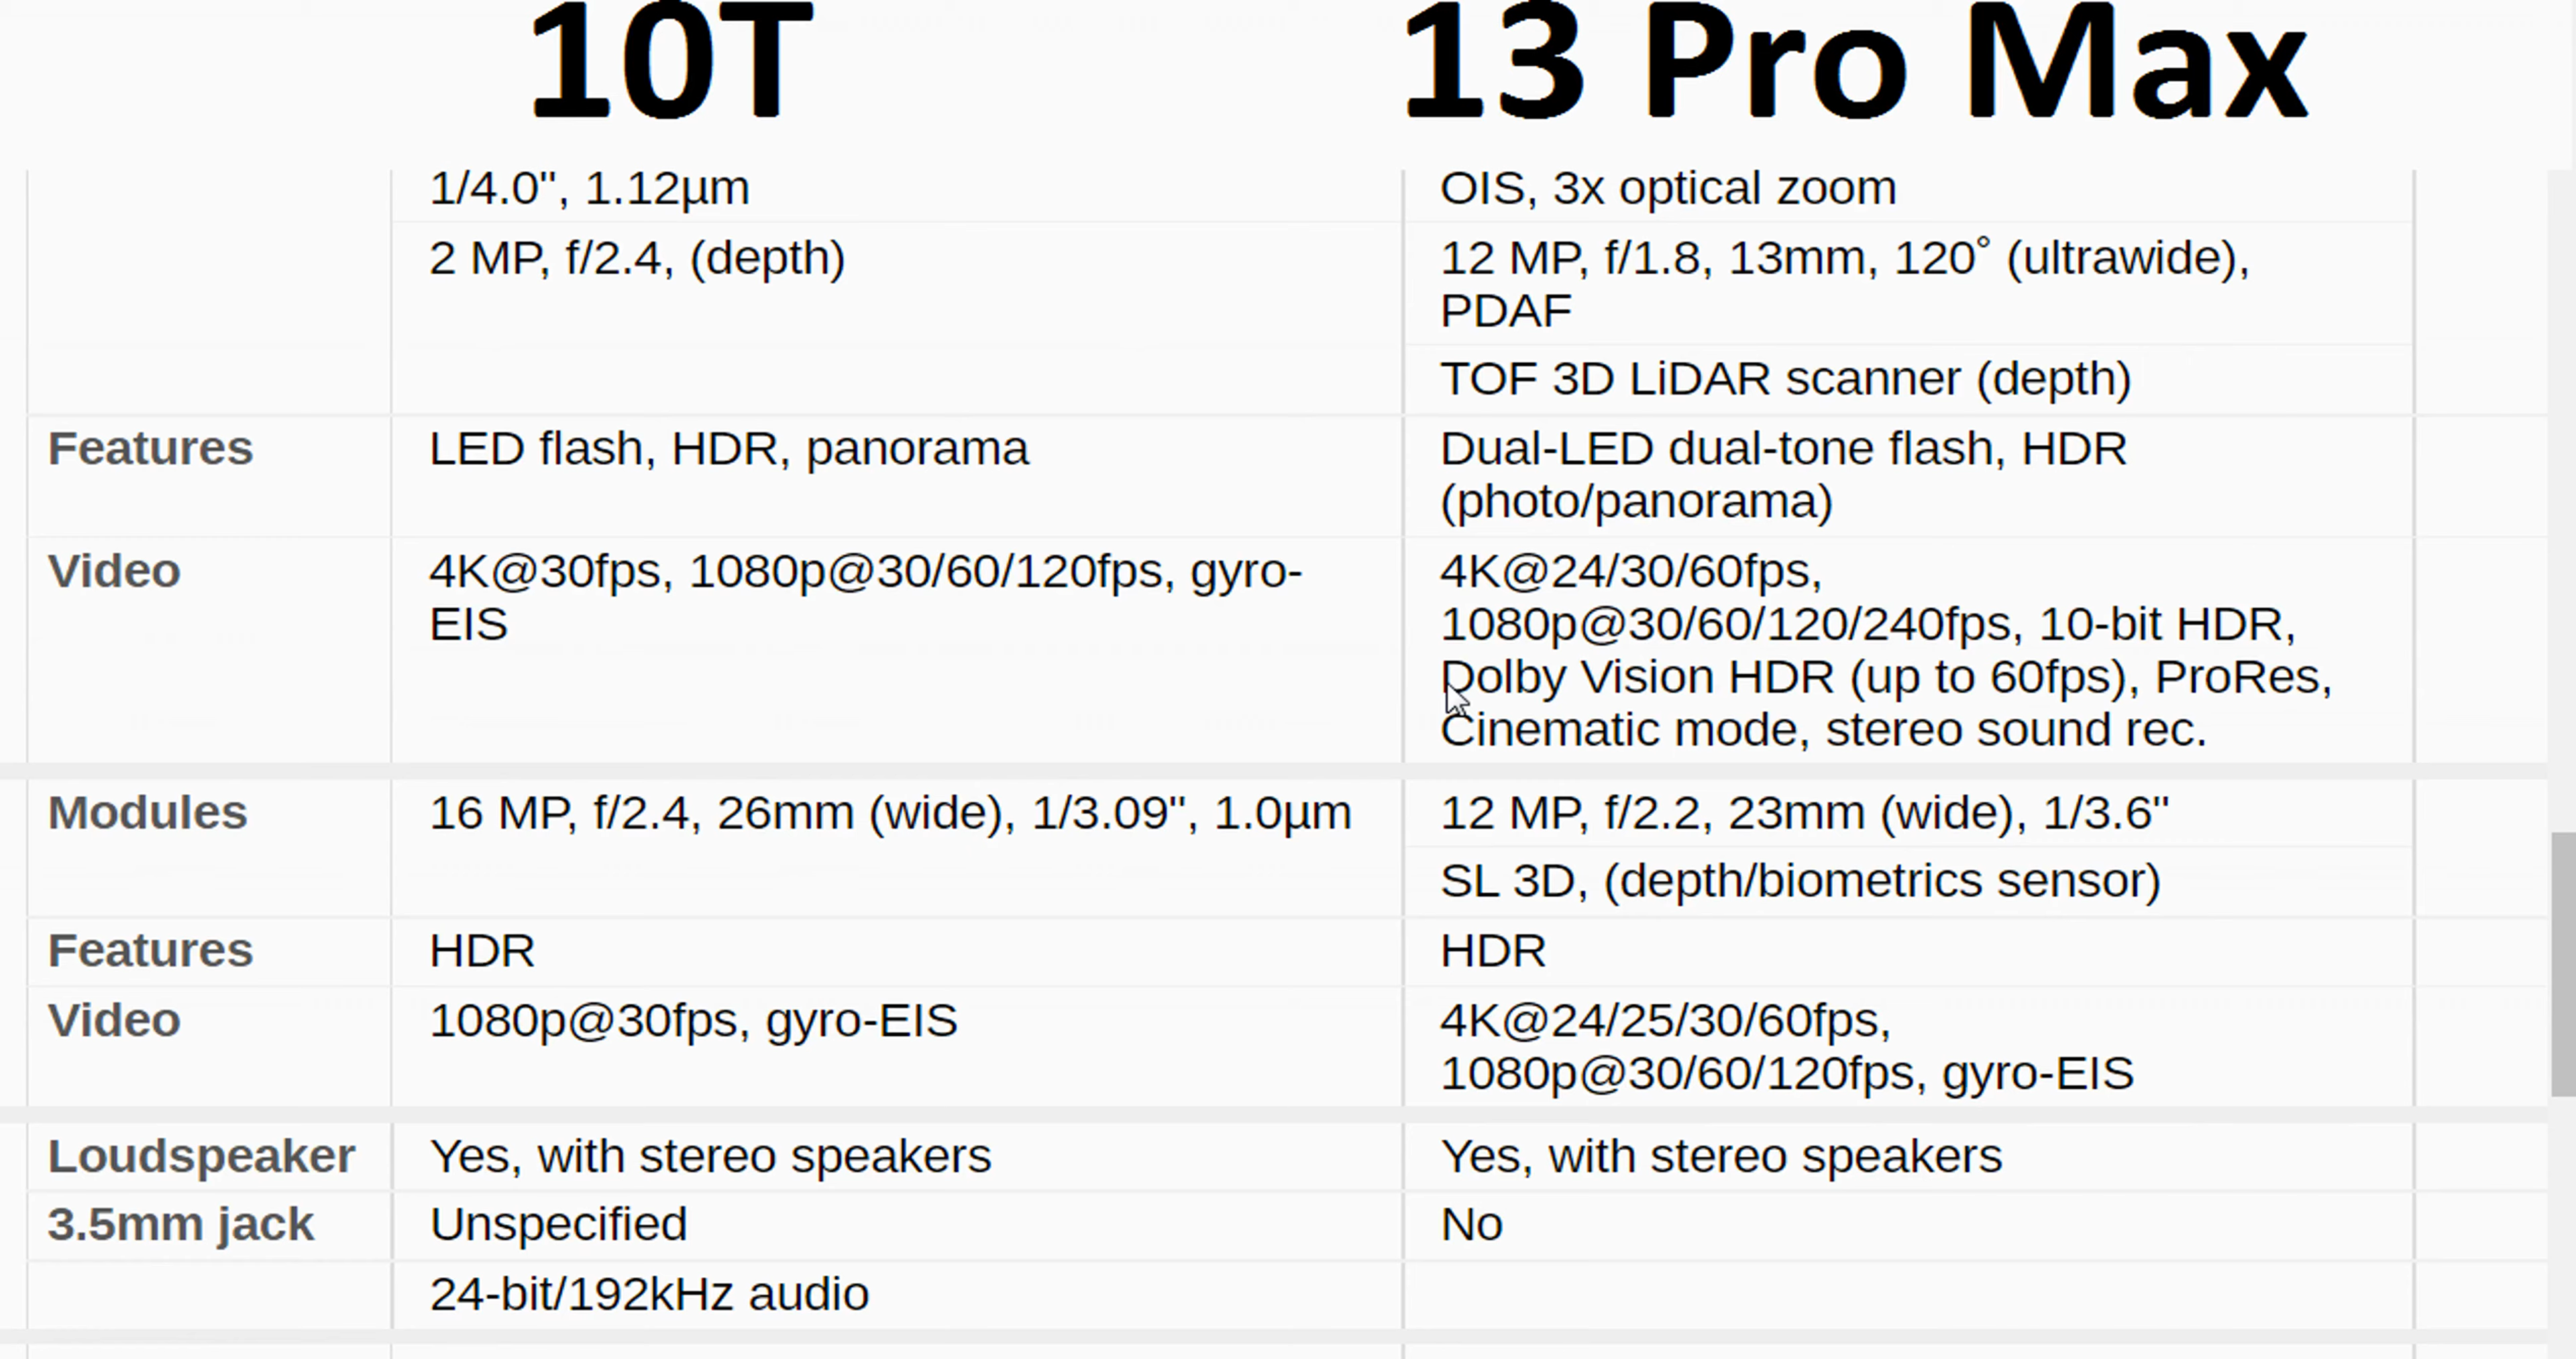 10T 13 Pro Max
1/4.0", 1.12µm
OIS, 3x optical zoom
2 MP, f/2.4, (depth)
12 MP, f/1.8, 13mm, 120˚ (ultrawide),
PDAF
TOF 3D LiDAR scanner (depth)
Features
LED flash, HDR, panorama
Dual-LED dual-tone flash, HDR
(photo/panorama)
Video
4K@30fps, 1080p@30/60/120fps, gyro-
EIS
4K@24/30/60fps,
1080p@30/60/120/240fps, 10-bit HDR,
Dolby Vision HDR (up to 60fps), ProRes,
Cinematic mode, stereo sound rec.
Modules
16 MP, f/2.4, 26mm (wide), 1/3.09", 1.0µm
12 MP, f/2.2, 23mm (wide), 1/3.6"
SL 3D, (depth/biometrics sensor)
Features
HDR
HDR
Video
1080p@30fps, gyro-EIS
4K@24/25/30/60fps,
1080p@30/60/120fps, gyro-EIS
Loudspeaker
Yes, with stereo speakers
Yes, with stereo speakers
3.5mm jack
Unspecified
No
24-bit/192kHz audio